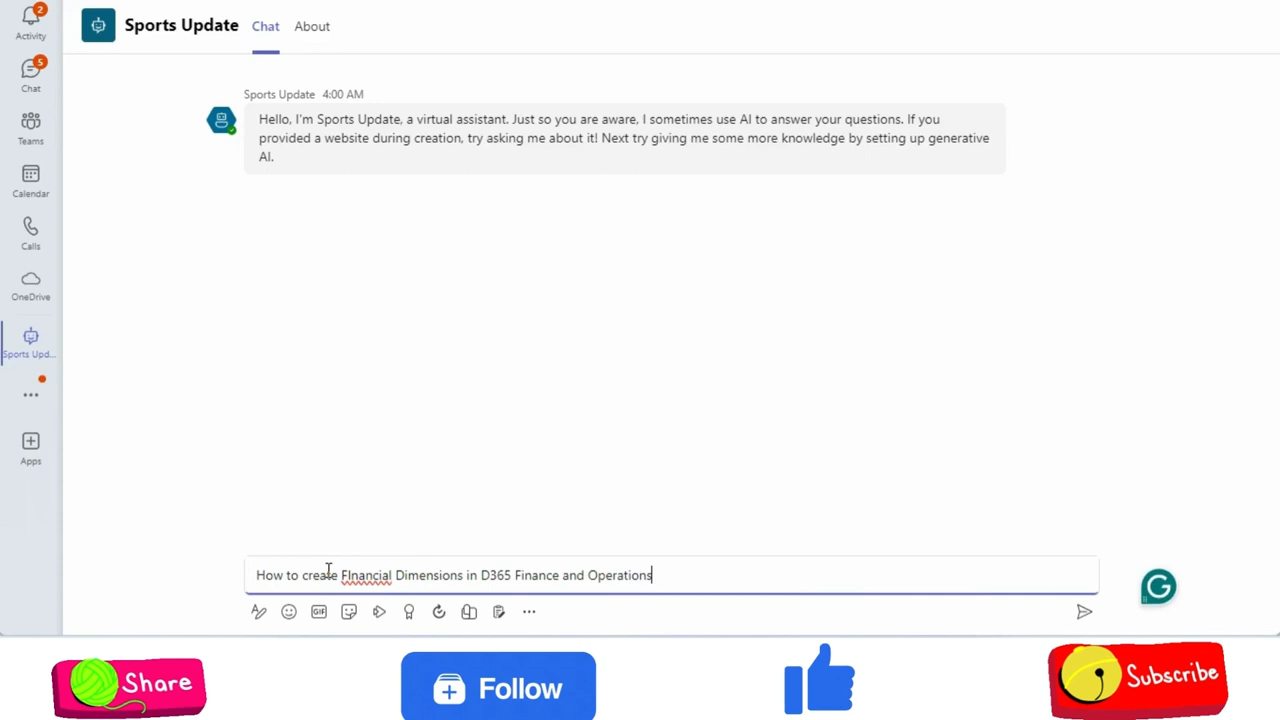 2
Activity
Sports Update Chat About
5
Chat
Sports Update 4:00 AM
Hello, I'm Sports Update, a virtual assistant. Just so you are aware, I sometimes use AI to answer your questions. If you
provided a website during creation, try asking me about it! Next try giving me some more knowledge by setting up generative
AI.
Teams
Calendar
Calls
OneDrive
Sports Upd...
Apps
How to create FInancial Dimensions in D365 Finance and Operations
GIF
G
Share
Follow
Subscribe